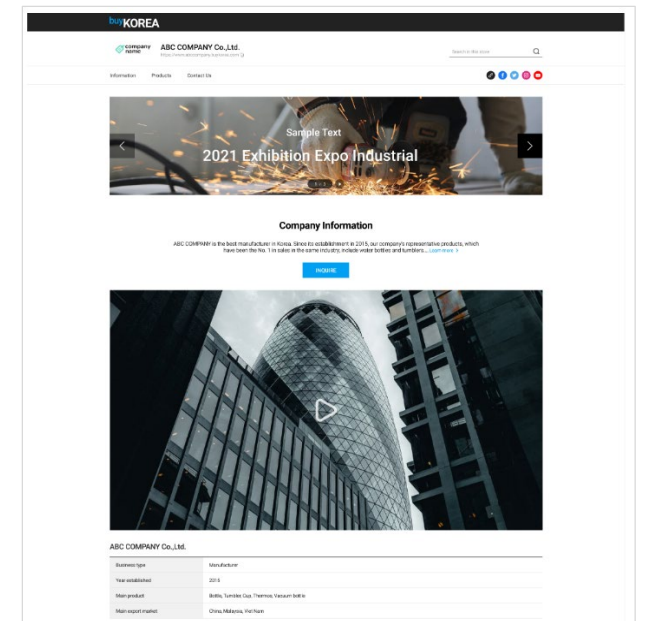 buyKOREA
company
name
ABC COMPANY Co.,Ltd.
Search in this store
Information Products Contact Us
Sample Text
2021 Exhibition Expo Industrial
Company Information
ABC COMPANY is the best manufacturer in Korea. Since its establishment in 2015, our company's representative products, which
have been the No. 1 in sales in the same industry, include water bottles and tumblers... Learn more >
INQUIRE
ABC COMPANY Co.,Ltd.
Business type Manufacturer
Year established 2015
Main product Bottle, Tumbler, Cup, Thermos, Vacuum bottle
Main export market China, Malaysia, Viet Nam